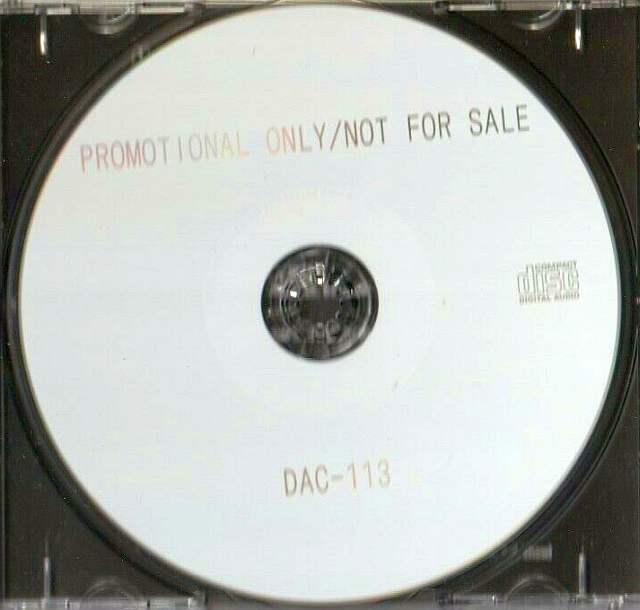 PROMOTIONAL ONLY/NOT FOR SALE
COMPACT
disc
DIGITAL AUDIO
DAC-113